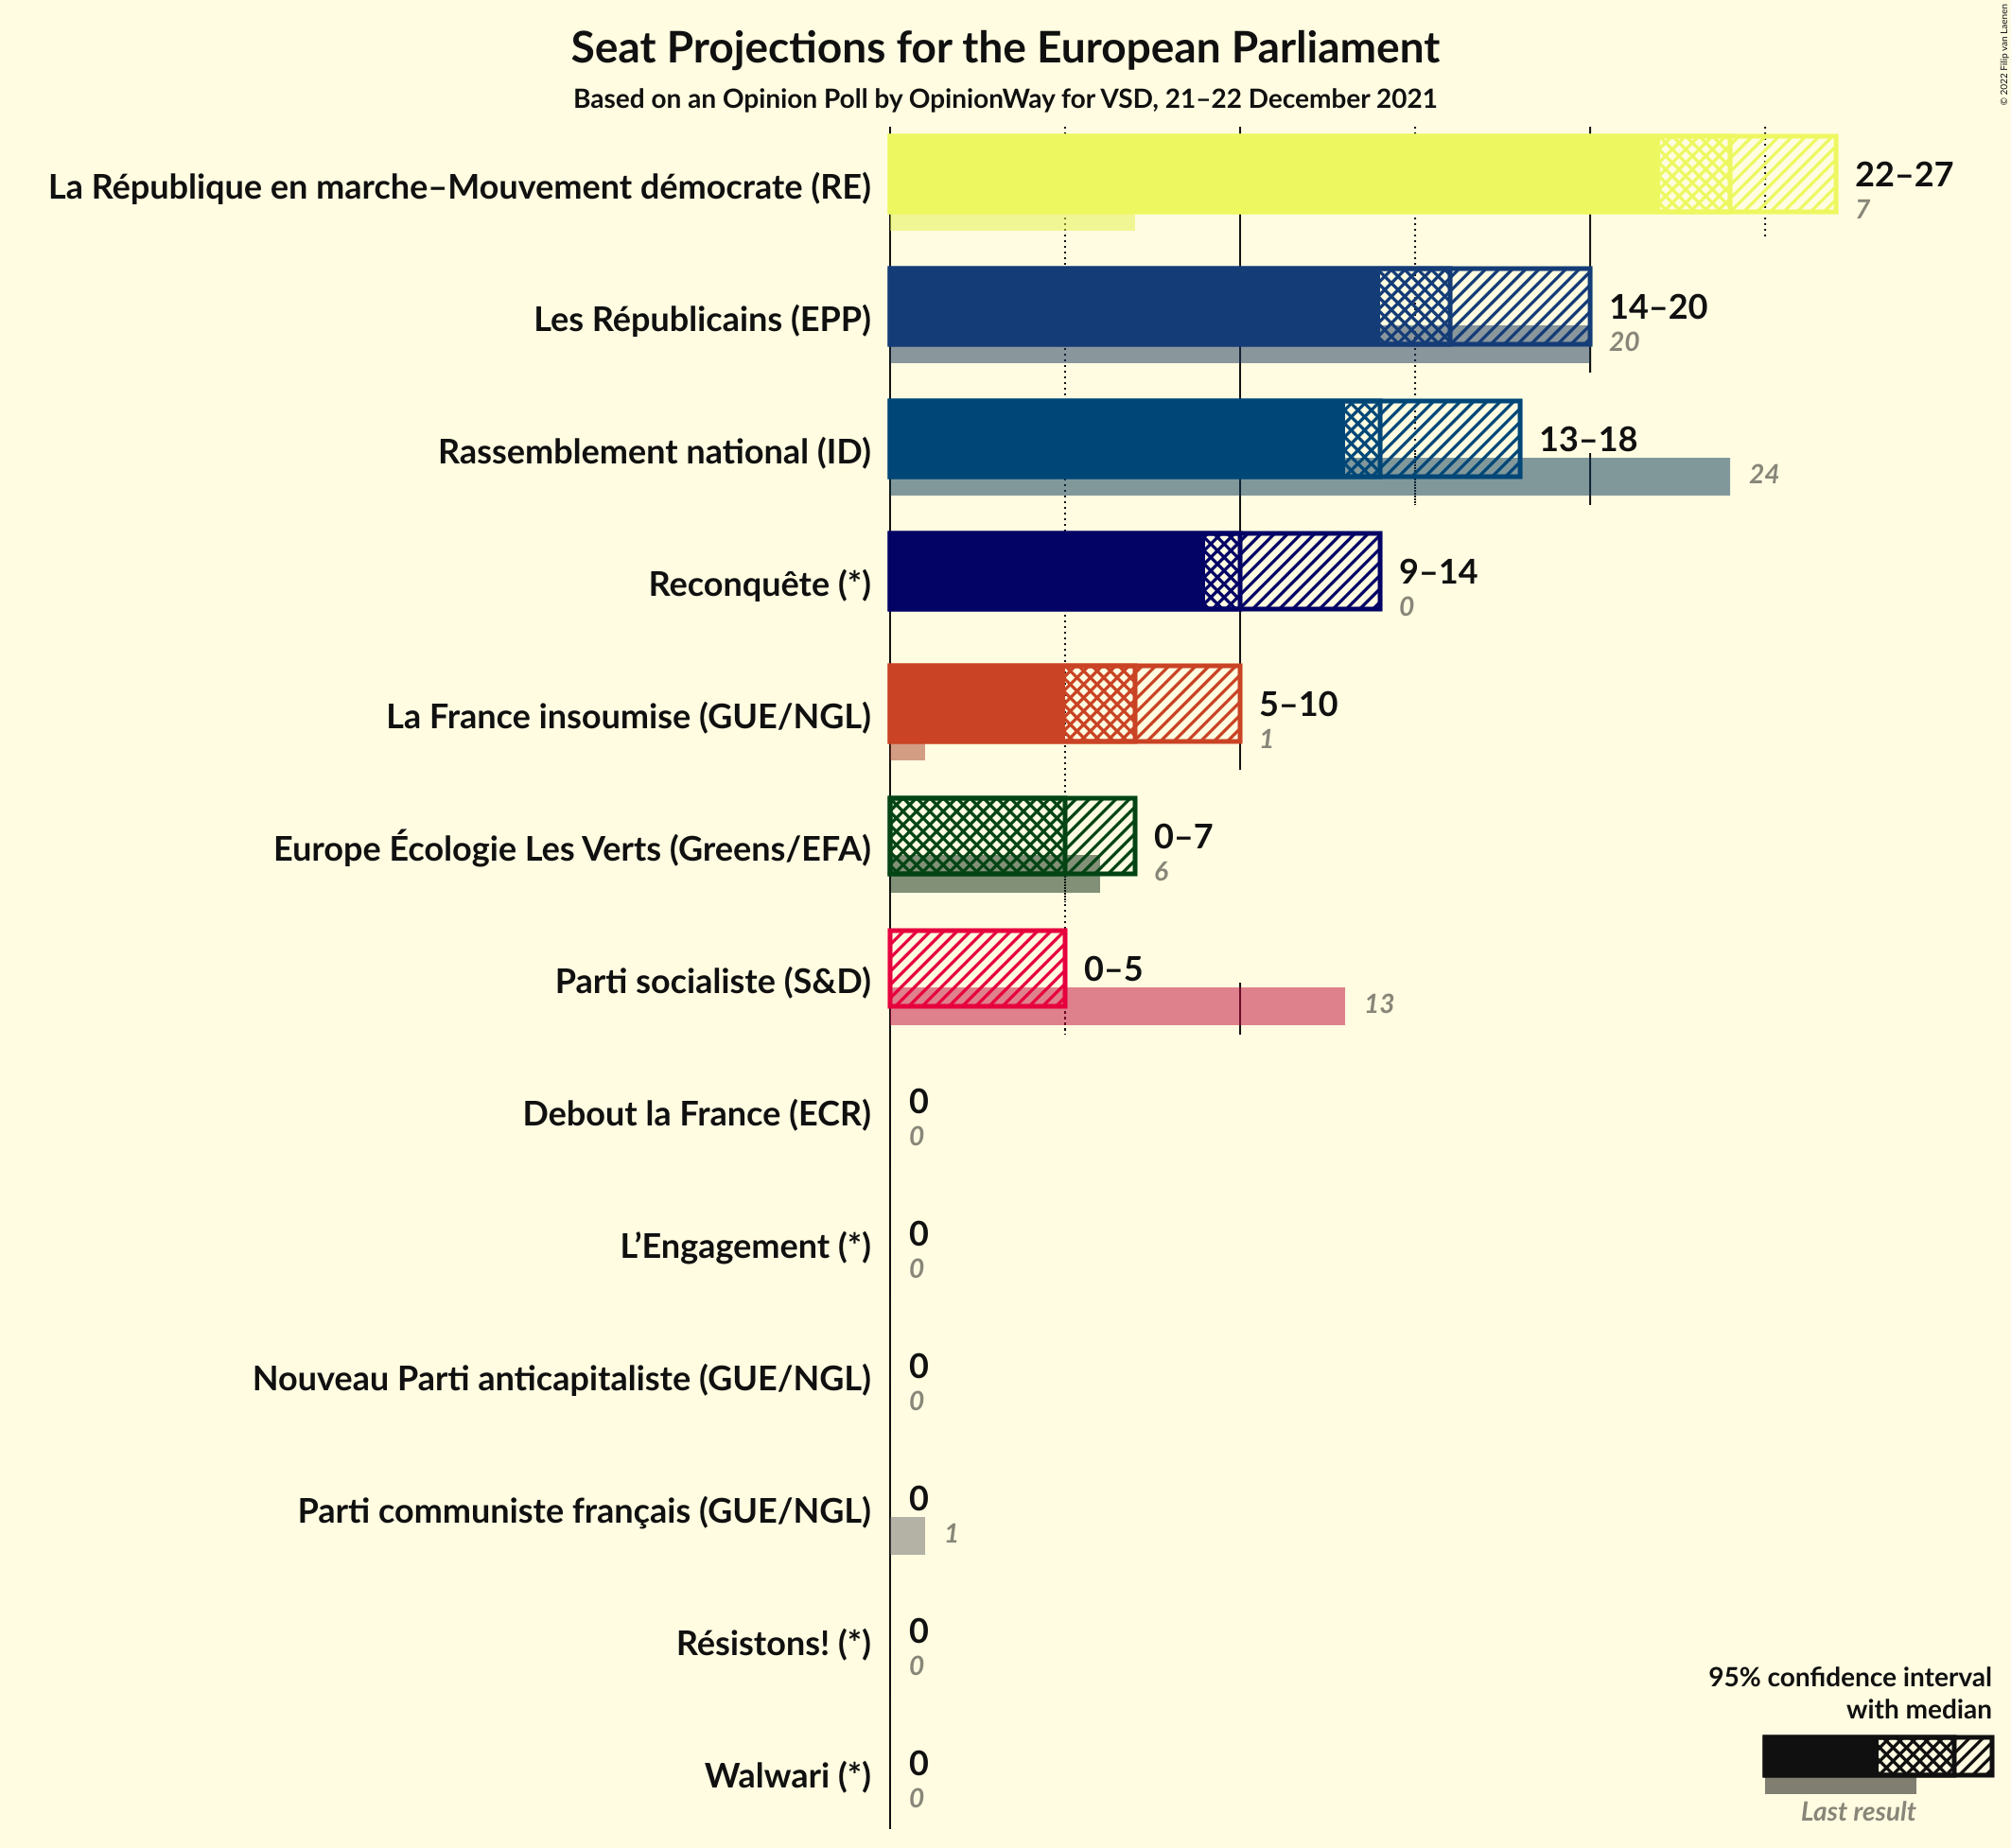 Seat Projections for the European Parliament
Based on an Opinion Poll by OpinionWay for VSD, 21–22 December 2021
© 2022 Filip van Laenen
La République en marche–Mouvement démocrate (RE)
22–27
7
Les Républicains (EPP)
14–20
20
Rassemblement national (ID)
13–18
24
Reconquête (*)
9–14
0
La France insoumise (GUE/NGL)
5–10
1
Europe Écologie Les Verts (Greens/EFA)
0–7
6
Parti socialiste (S&D)
0–5
13
Debout la France (ECR)
0
0
L’Engagement (*)
0
0
Nouveau Parti anticapitaliste (GUE/NGL)
0
0
Parti communiste français (GUE/NGL)
0
1
Résistons! (*)
0
0
Walwari (*)
0
0
95% confidence interval
with median
Last result